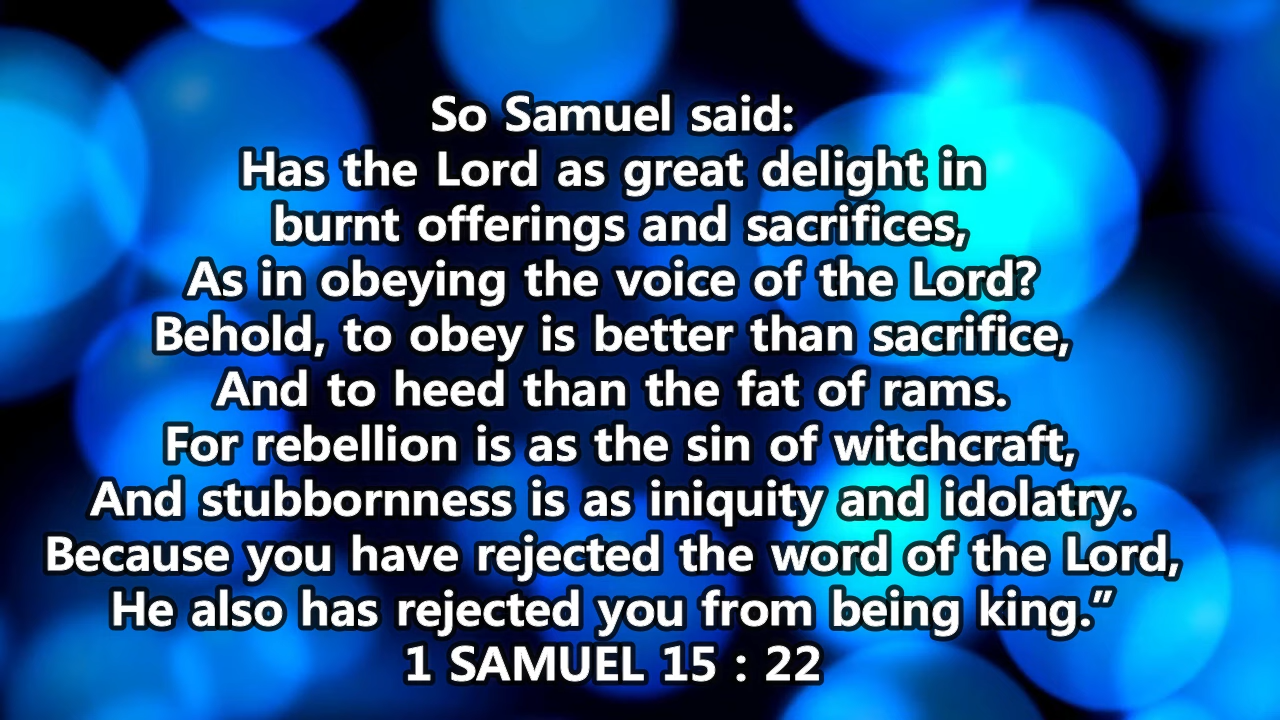 So Samuel said:
Has the Lord as great delight in
burnt offerings and sacrifices,
As in obeying the voice of the Lord?
Behold, to obey is better than sacrifice,
And to heed than the fat of rams.
For rebellion is as the sin of witchcraft,
And stubbornness is as iniquity and idolatry.
Because you have rejected the word of the Lord,
He also has rejected you from being king.”
1 SAMUEL 15 : 22